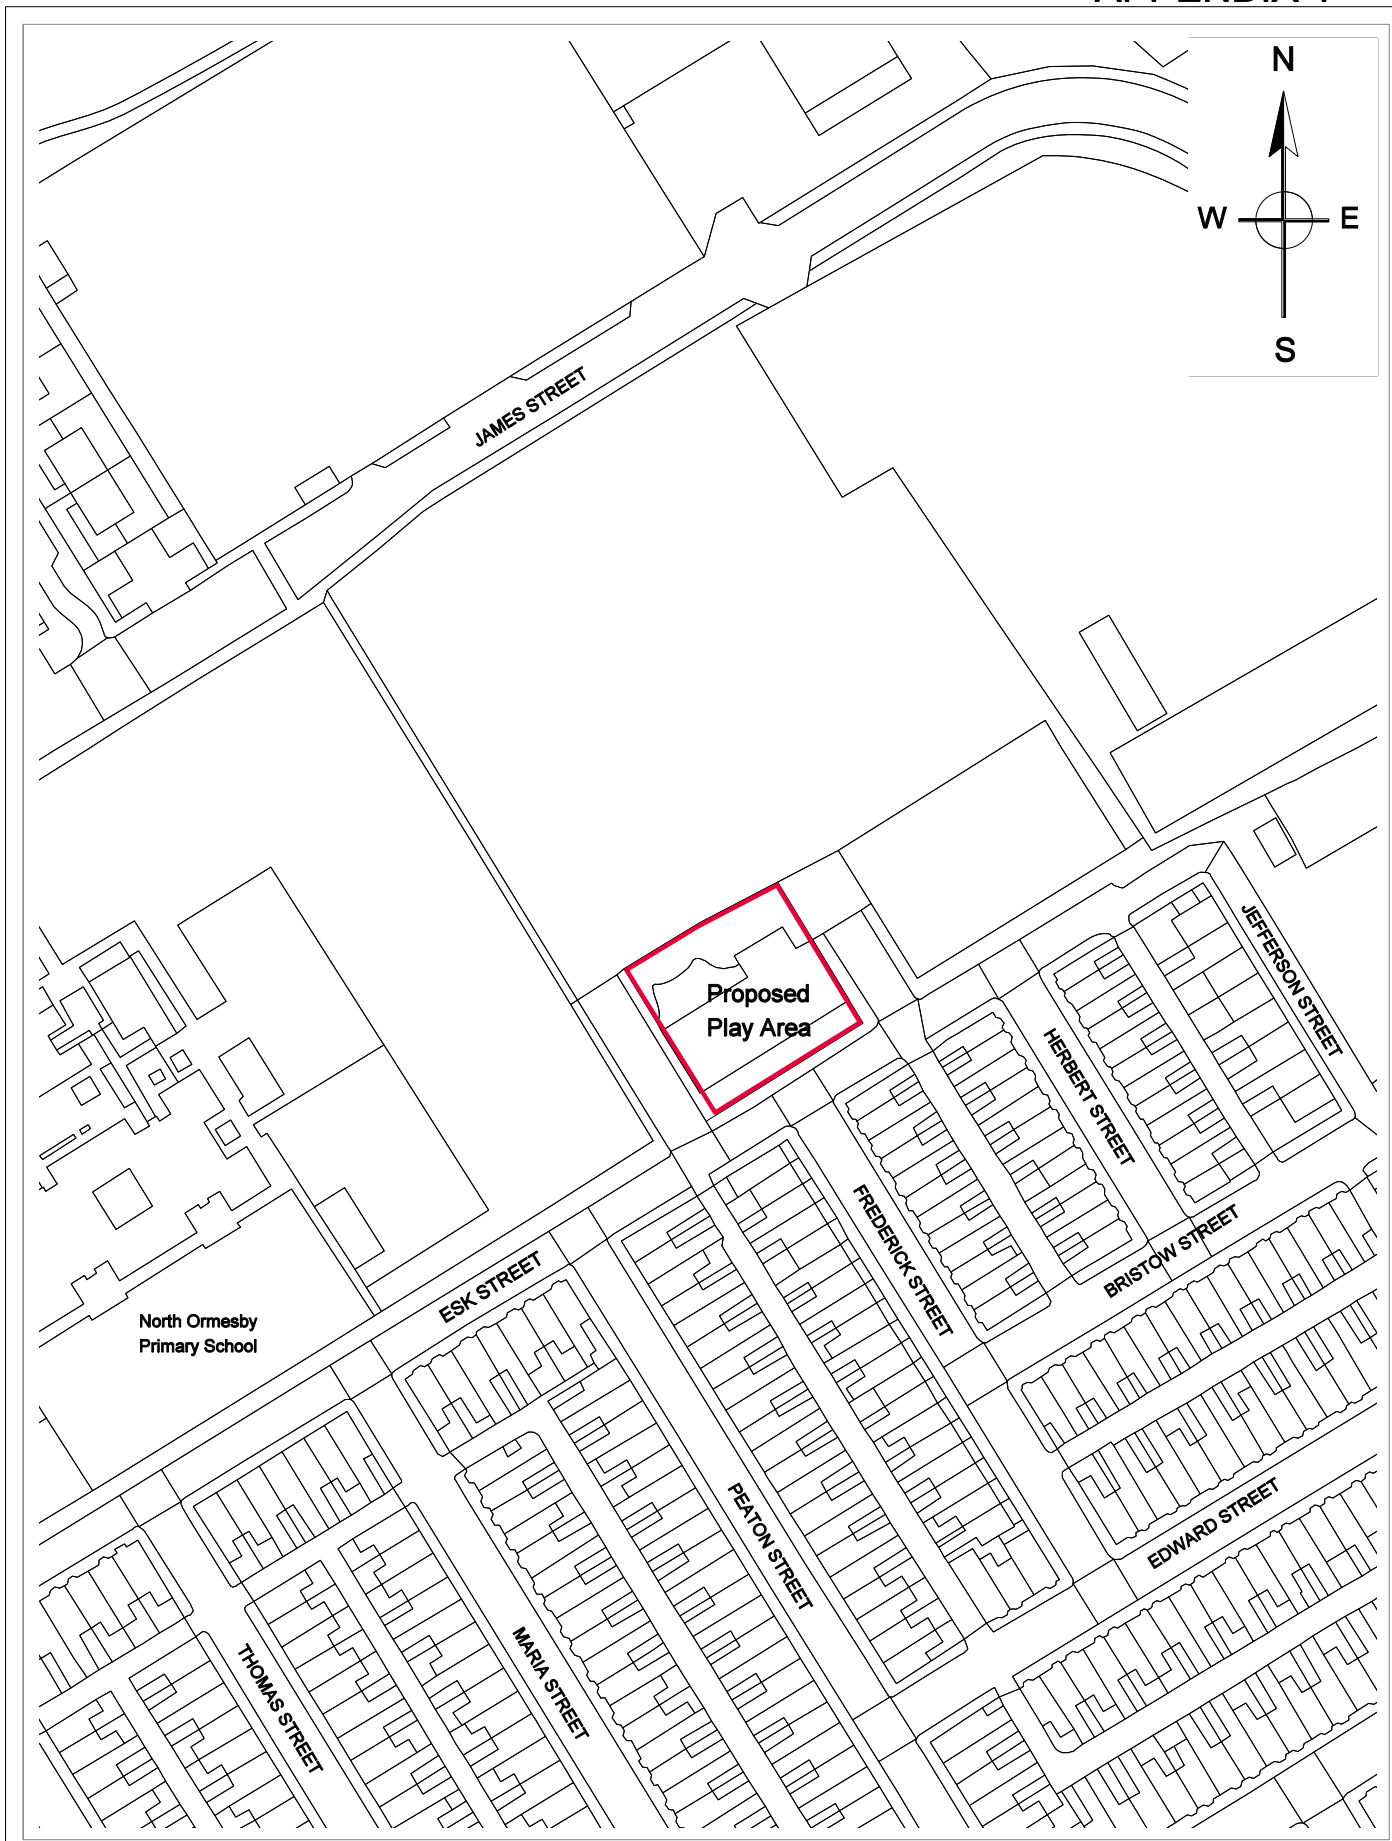 N
W E
S
JAMES STREET
JEFFERSON STREET
Proposed
Play Area
HERBERT STREET
FREDERICK STREET
BRISTOW STREET
ESK STREET
North Ormesby
Primary School
PEATON STREET
EDWARD STREET
MARIA STREET
THOMAS STREET